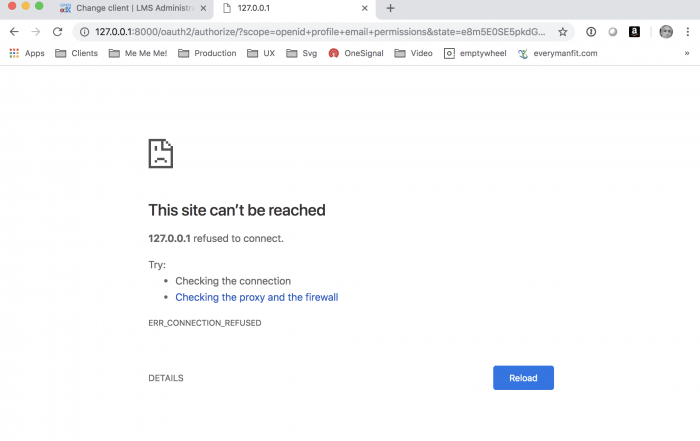 Change client | LMS Administra
127.0.0.1
127.0.0.1:8000/oauth2/authorize/?scope=openid+profile+email+permissions&state=e8m5E0SE5pkdG...
Apps Clients Me Me Me! Production UX Svg OneSignal Video emptywheel everymanfit.com
This site can’t be reached
127.0.0.1 refused to connect.
Try:
• Checking the connection
• Checking the proxy and the firewall
ERR_CONNECTION_REFUSED
DETAILS Reload